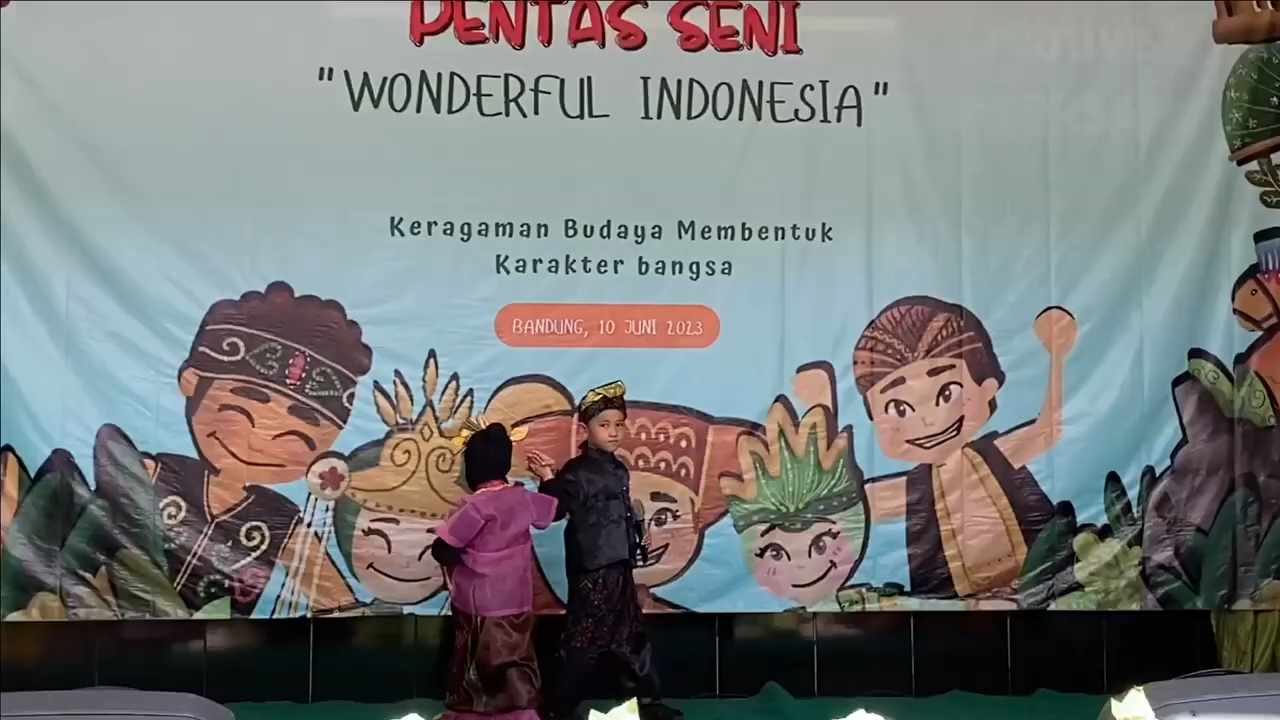 PENTAS SENI
"WONDERFUL INDONESIA"
Keragaman Budaya Membentuk
Karakter bangsa
BANDUNG, 10 JUNI 2023